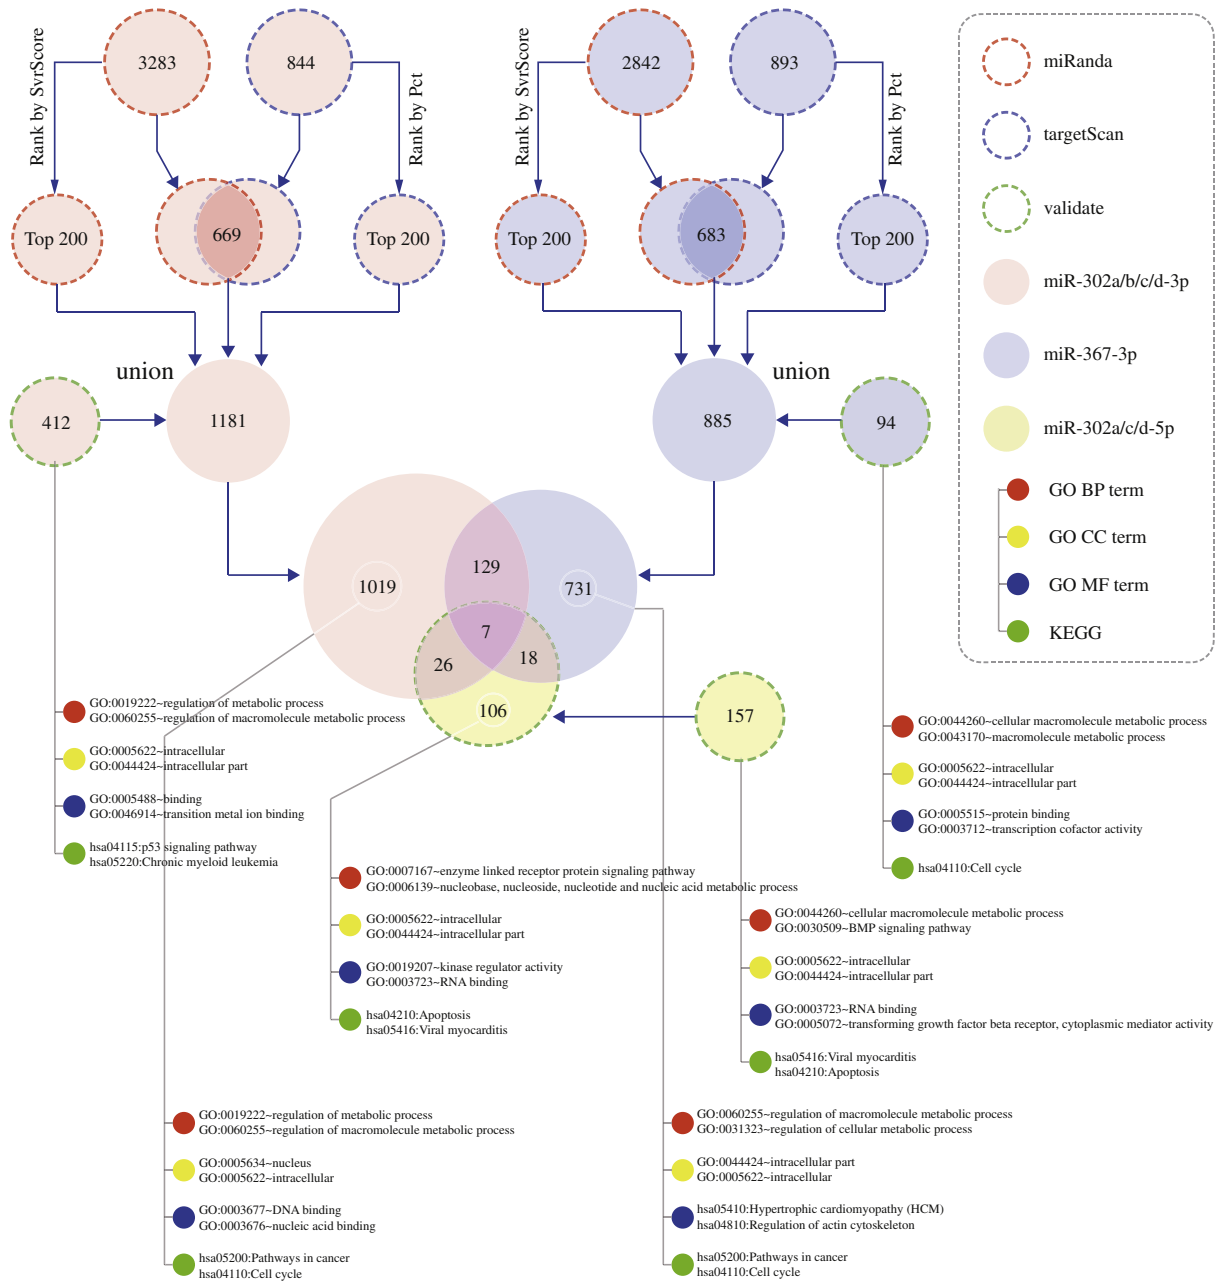 3283
844
2842
893
Rank by SvrScore
Rank by Pct
Rank by SvrScore
Rank by Pct
Top 200
669
Top 200
Top 200
683
Top 200
union
union
412
1181
885
94
miRanda
targetScan
validate
miR-302a/b/c/d-3p
miR-367-3p
miR-302a/c/d-5p
GO BP term
GO CC term
GO MF term
KEGG
129
1019
731
7
26
18
106
157
GO:0019222~regulation of metabolic process
GO:0060255~regulation of macromolecule metabolic process
GO:0005622~intracellular
GO:0044424~intracellular part
GO:0005488~binding
GO:0046914~transition metal ion binding
hsa04115:p53 signaling pathway
hsa05220:Chronic myeloid leukemia
GO:0044260~cellular macromolecule metabolic process
GO:0043170~macromolecule metabolic process
GO:0005622~intracellular
GO:0044424~intracellular part
GO:0005515~protein binding
GO:0003712~transcription cofactor activity
hsa04110:Cell cycle
GO:0007167~enzyme linked receptor protein signaling pathway
GO:0006139~nucleobase, nucleoside, nucleotide and nucleic acid metabolic process
GO:0005622~intracellular
GO:0044424~intracellular part
GO:0019207~kinase regulator activity
GO:0003723~RNA binding
hsa04210:Apoptosis
hsa05416:Viral myocarditis
GO:0044260~cellular macromolecule metabolic process
GO:0030509~BMP signaling pathway
GO:0005622~intracellular
GO:0044424~intracellular part
GO:0003723~RNA binding
GO:0005072~transforming growth factor beta receptor, cytoplasmic mediator activity
hsa05416:Viral myocarditis
hsa04210:Apoptosis
GO:0019222~regulation of metabolic process
GO:0060255~regulation of macromolecule metabolic process
GO:0005634~nucleus
GO:0005622~intracellular
GO:0003677~DNA binding
GO:0003676~nucleic acid binding
hsa05200:Pathways in cancer
hsa04110:Cell cycle
GO:0060255~regulation of macromolecule metabolic process
GO:0031323~regulation of cellular metabolic process
GO:0044424~intracellular part
GO:0005622~intracellular
hsa05410:Hypertrophic cardiomyopathy (HCM)
hsa04810:Regulation of actin cytoskeleton
hsa05200:Pathways in cancer
hsa04110:Cell cycle